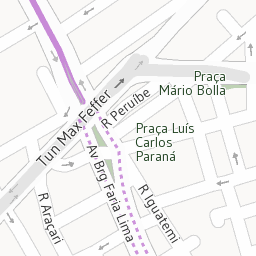 Tun Max Feffer
R Peruíbe
Praça
Mário Bolla
Praça Luís
Carlos
Paraná
Av Brg Faria Lima
R Iguatemi
R Araçari